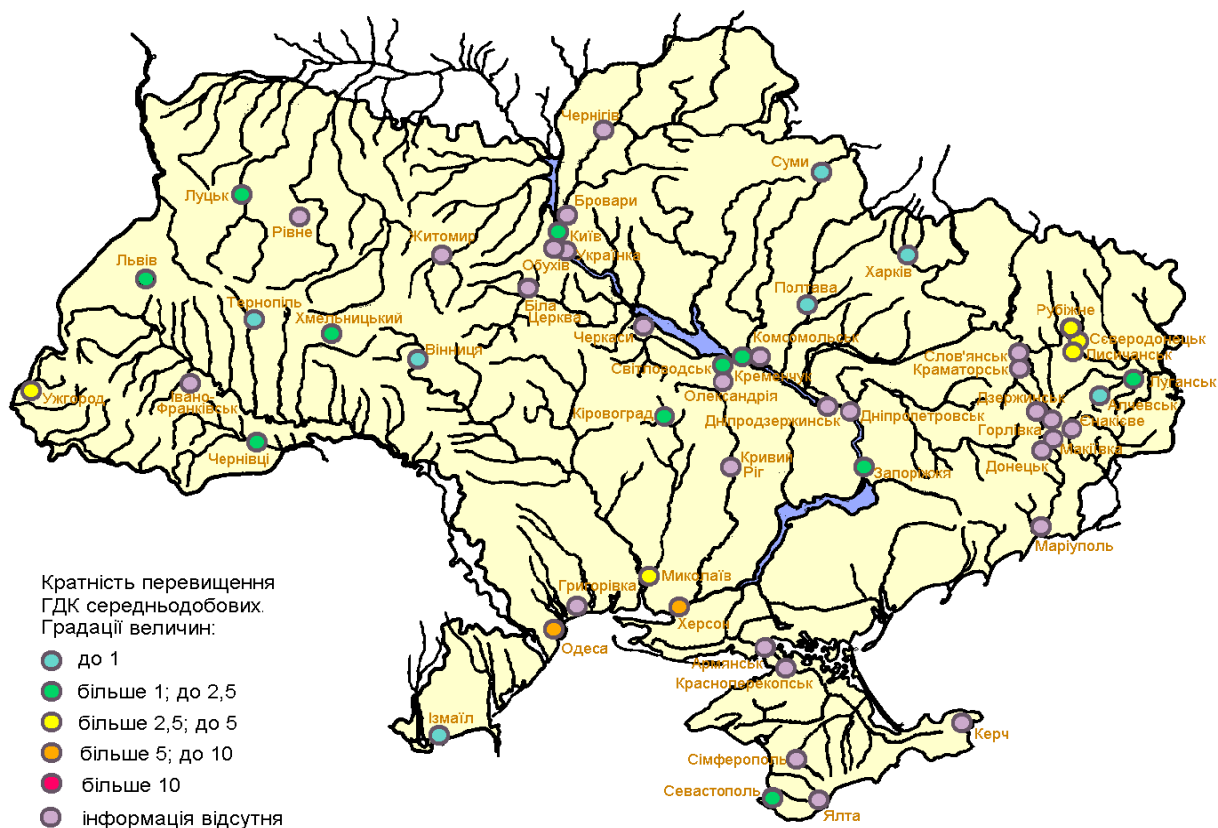 Чернігів
Суми
Луцьк
Бровари
Рівне
Житомир
Київ
Українка
Обухів
Харків
Львів
Полтава
Тернопіль
Біла
Церква
Рубіжне
Хмельницький
Черкаси
Комсомольськ
Сєвєродонецьк
Вінниця
Слов'янськ
Лисичанськ
Світловодськ
Краматорськ
Кременчук
Луганськ
Ужгород
Івано-
Франківськ
Олександрія
Дзержинськ
Алчевськ
Кіровоград
Дніпродзержинськ
Дніпропетровськ
Єнакієве
Горлівка
Чернівці
Макіївка
Кривий
Ріг
Донецьк
Запоріжжя
Маріуполь
Миколаїв
Григорівка
Херсон
Одеса
Армянськ
Красноперекопськ
Ізмаїл
Керч
Сімферополь
Севастополь
Ялта
Кратність перевищення
ГДК середньодобових.
Градації величин:
до 1
більше 1; до 2,5
більше 2,5; до 5
більше 5; до 10
більше 10
інформація відсутня